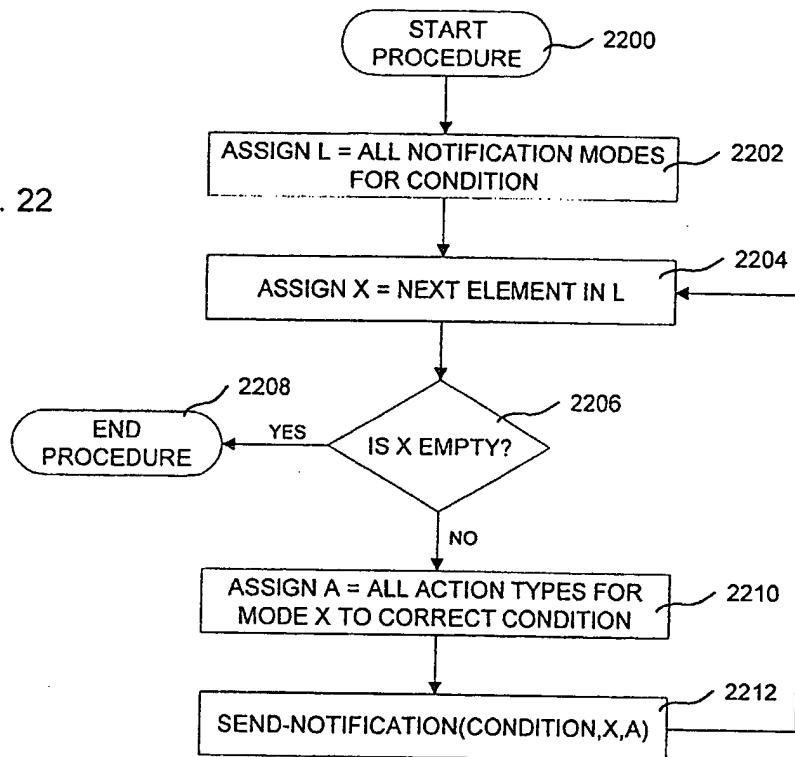 START
PROCEDURE
2200
ASSIGN L = ALL NOTIFICATION MODES
FOR CONDITION
2202
. 22
ASSIGN X = NEXT ELEMENT IN L
2204
2208
END
PROCEDURE
YES
IS X EMPTY?
2206
NO
ASSIGN A = ALL ACTION TYPES FOR
MODE X TO CORRECT CONDITION
2210
SEND-NOTIFICATION(CONDITION,X,A)
2212